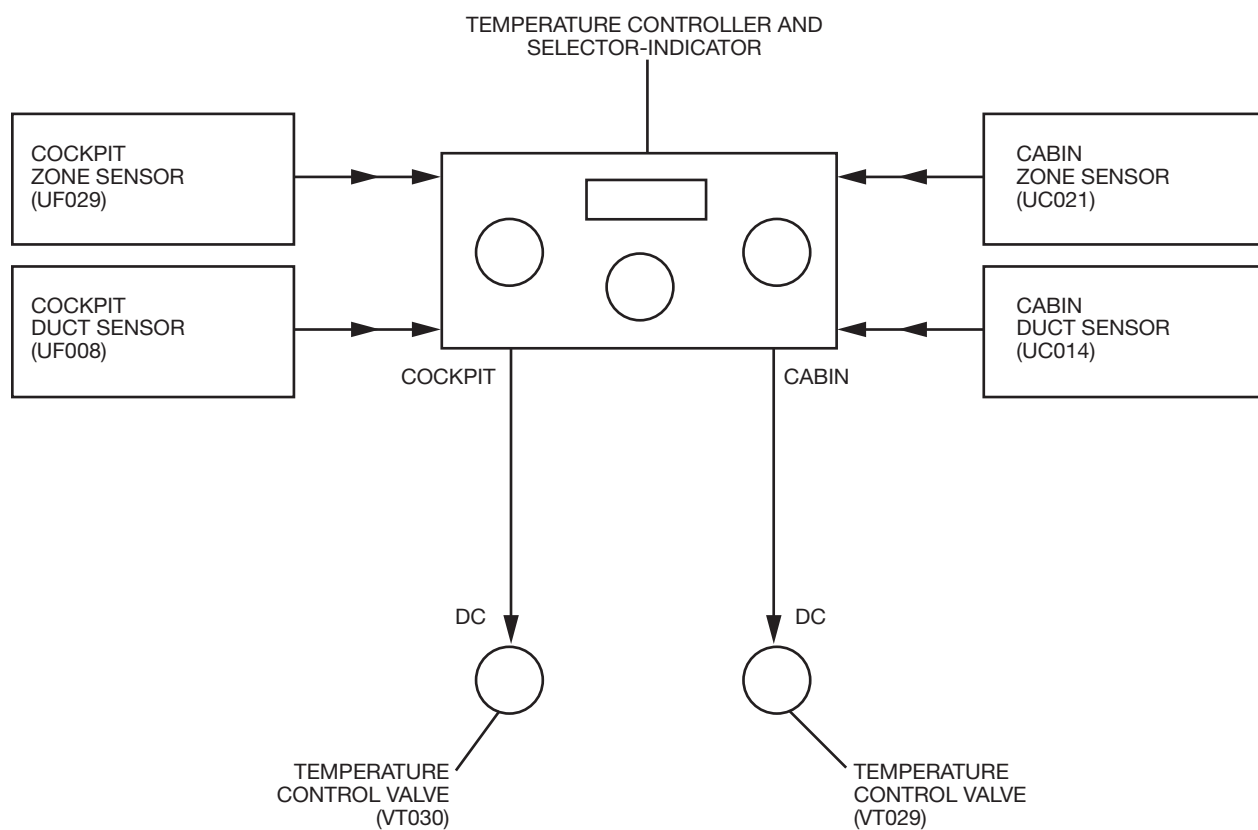 TEMPERATURE CONTROLLER AND
SELECTOR-INDICATOR
COCKPIT
ZONE SENSOR
(UF029)
CABIN
ZONE SENSOR
(UC021)
COCKPIT
DUCT SENSOR
(UF008)
CABIN
DUCT SENSOR
(UC014)
COCKPIT
CABIN
DC
DC
TEMPERATURE
CONTROL VALVE
(VT030)
TEMPERATURE
CONTROL VALVE
(VT029)